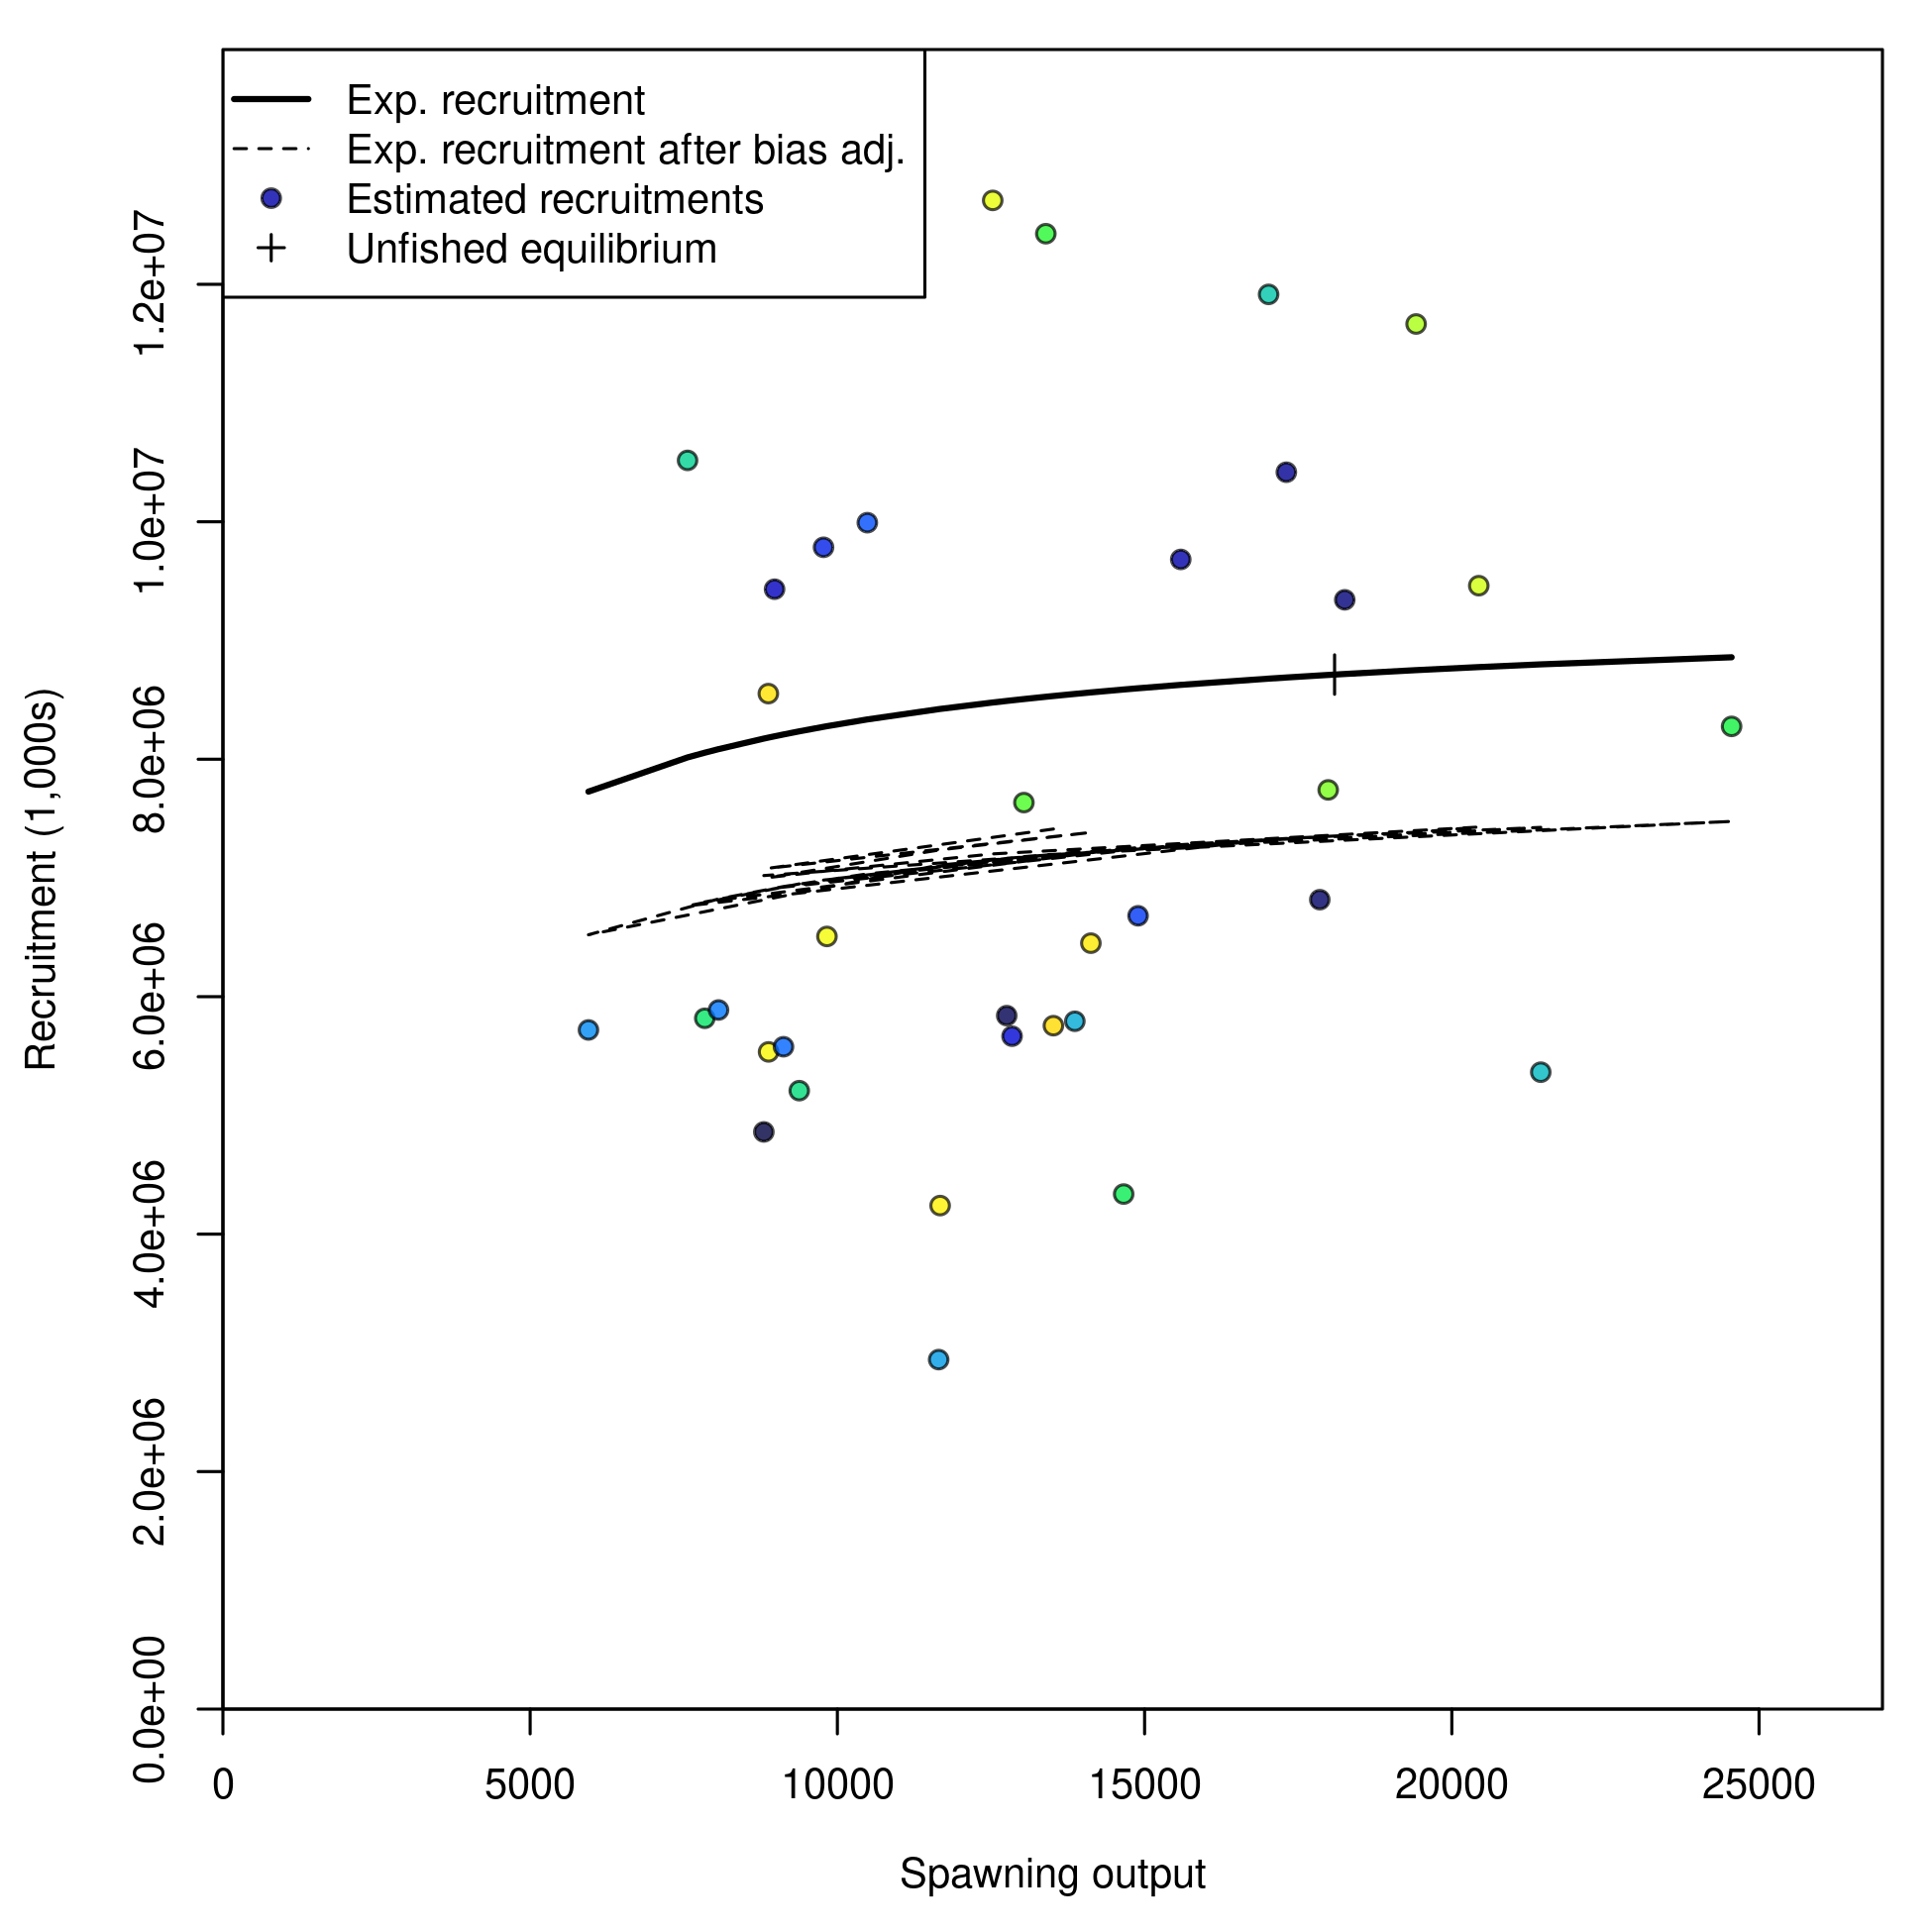 Exp. recruitment
Exp. recruitment after bias adj.
Estimated recruitments
Unfished equilibrium
Recruitment (1,000s)
1.2e+07
1.0e+07
8.0e+06
6.0e+06
4.0e+06
2.0e+06
0.0e+00
0 5000 10000 15000 20000 25000
Spawning output